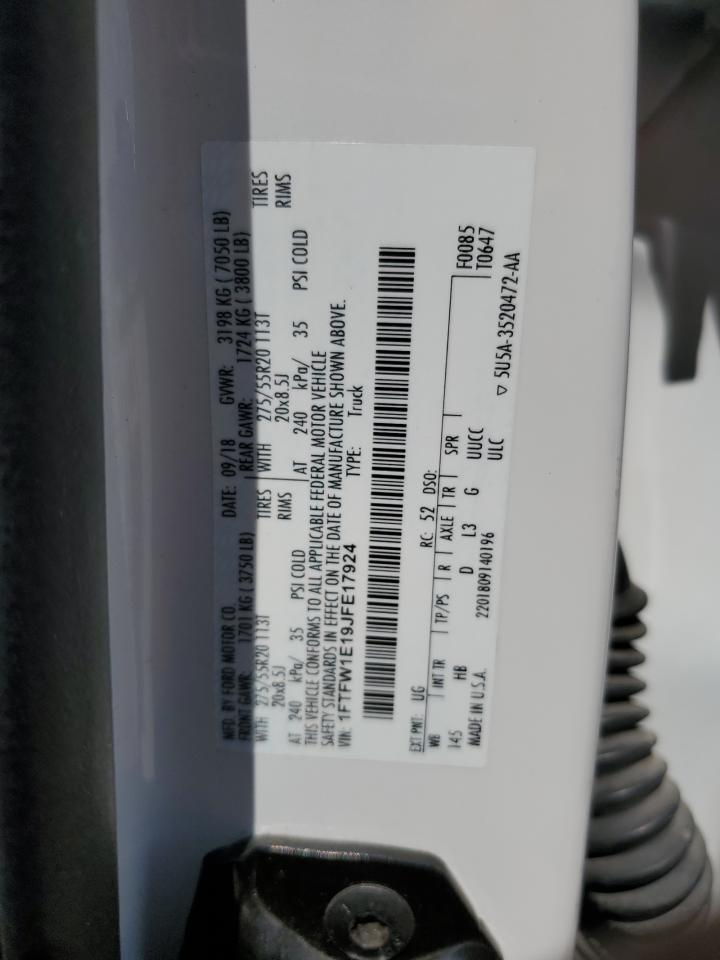 MFD. BY FORD MOTOR CO. DATE: 09/18 GVWR: 3198 KG ( 7050 LB)
FRONT GAWR: 1701 KG ( 3750 LB) REAR GAWR: 1724 KG ( 3800 LB)
WITH 275/55R20 113T TIRES WITH 275/55R20 113T TIRES
20x8.5J RIMS 20x8.5J RIMS
AT 240 kPa/ 35 PSI COLD AT 240 kPa/ 35 PSI COLD
THIS VEHICLE CONFORMS TO ALL APPLICABLE FEDERAL MOTOR VEHICLE
SAFETY STANDARDS IN EFFECT ON THE DATE OF MANUFACTURE SHOWN ABOVE.
VIN: 1FTFW1E19JFE17924 TYPE: Truck
EXT PNT: UG RC: 52 DSO:
WB INT TR TP/PS R AXLE TR SPR F0085
145 HB D L3 G UUCC T0647
MADE IN U.S.A. 2201809140196 ULC
▽ 5U5A-3520472-AA